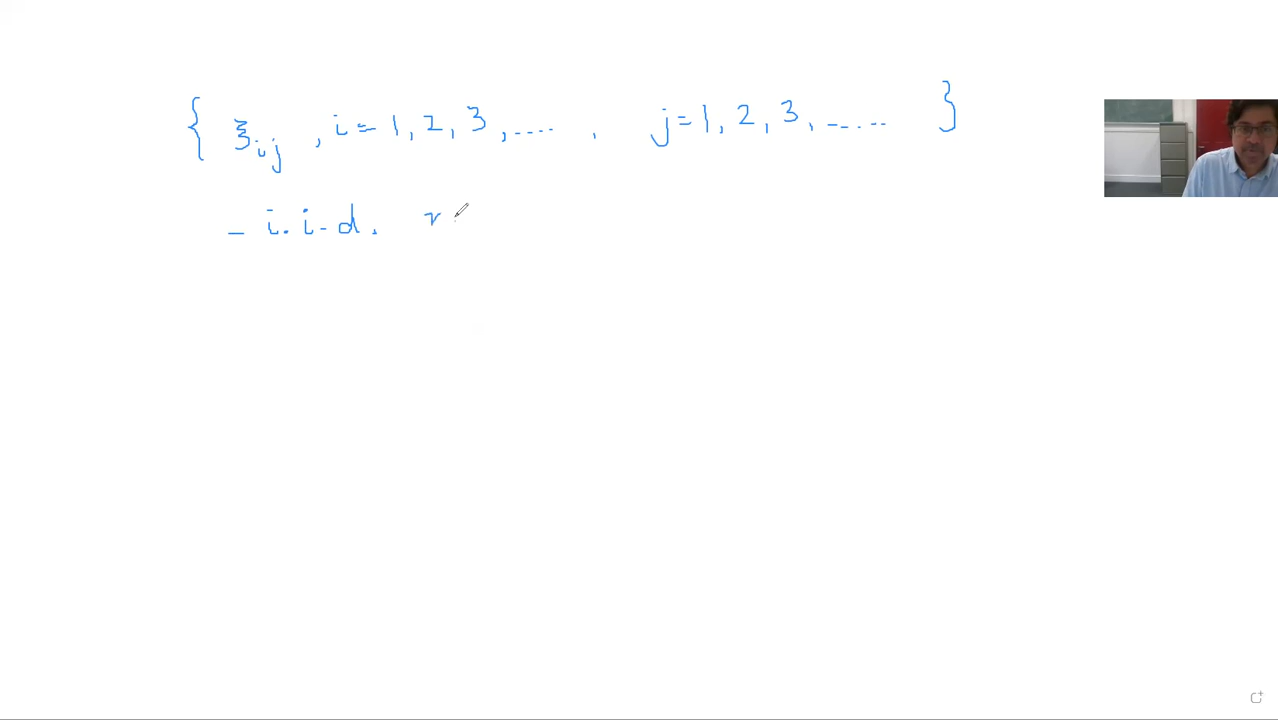 { ξij , i = 1, 2, 3, .... , j = 1, 2, 3, ...... }
- i.i.d. r